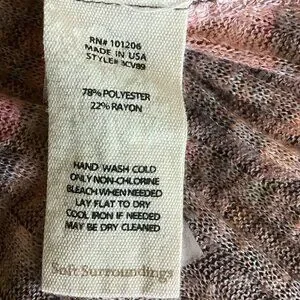 RN# 101206
MADE IN USA
STYLE# 3CV89
78% POLYESTER
22% RAYON
HAND WASH COLD
ONLY NON-CHLORINE
BLEACH WHEN NEEDED
LAY FLAT TO DRY
COOL IRON IF NEEDED
MAY BE DRY CLEANED
Soft Surroundings